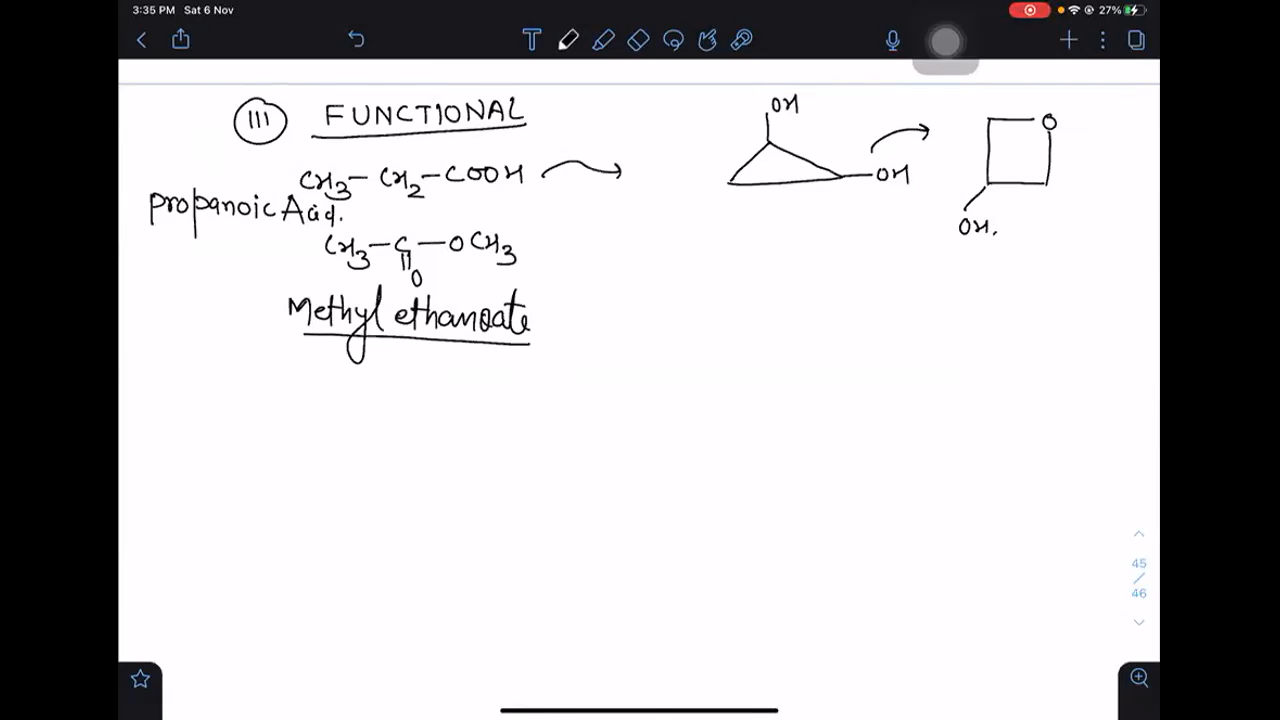 3:35 PM Sat 6 Nov
27%
T
III FUNCTIONAL
CH3-CH2-COOH
propanoic Acid.
CH3-C-OCH3
O
Methyl ethanoate
OH
OH
O
OH.
45
/
46